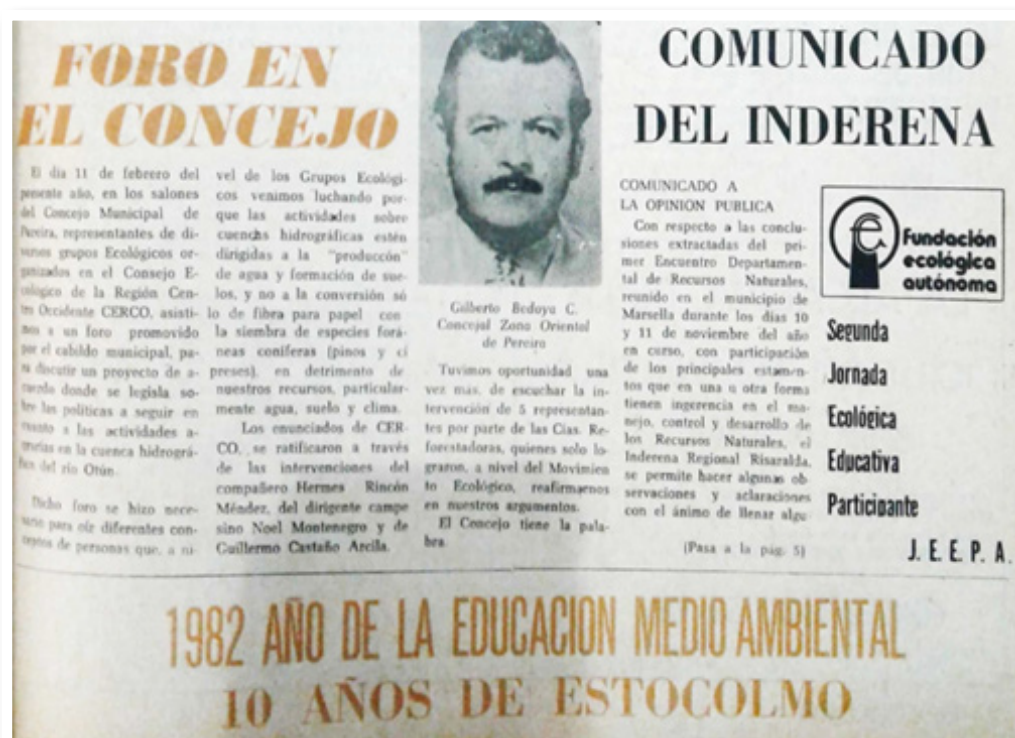 FORO EN
EL CONCEJO
El día 11 de febrero del
presente año, en los salones
del Concejo Municipal de
Pereira, representantes de di-
versos grupos Ecológicos or-
ganizados en el Consejo E-
cológico de la Región Cen-
tro Occidente CERCO, asisti-
mos a un foro promovido
por el cabildo municipal, pa-
ra discutir un proyecto de a-
cuerdo donde se legisla so-
bre las políticas a seguir en
cuanto a las actividades a-
grarias en la cuenca hidrográ-
fica del río Otún.
Dicho foro se hizo nece-
sario para oír diferentes con-
ceptos de personas que, a ni-
vel de los Grupos Ecológi-
cos venimos luchando por-
que las actividades sobre
cuencas hidrográficas estén
dirigidas a la "produccón"
de agua y formación de sue-
los, y no a la conversión só
lo de fibra para papel con
la siembra de especies forá-
neas coníferas (pinos y ci
preses), en detrimento de
nuestros recursos, particular-
mente agua, suelo y clima.
Los enunciados de CER-
CO, se ratificaron a través
de las intervenciones del
compañero Hermes Rincón
Méndez, del dirigente campe
sino Noel Montenegro y de
Guillermo Castaño Arcila.
Gilberto Bedoya C.
Concejal Zona Oriental
de Pereira
Tuvimos oportunidad una
vez más, de escuchar la in-
tervención de 5 representan-
tes por parte de las Cías. Re-
forestadoras, quienes solo lo-
graron, a nivel del Movimien
to Ecológico, reafirmarnos
en nuestros argumentos.
El Concejo tiene la pala-
bra.
COMUNICADO
DEL INDERENA
COMUNICADO A
LA OPINION PUBLICA
Con respecto a las conclu-
siones extractadas del pri-
mer Encuentro Departamen-
tal de Recursos Naturales,
reunido en el municipio de
Marsella durante los días 10
y 11 de noviembre del año
en curso, con participación
de los principales estamen-
tos que en una u otra forma
tienen ingerencia en el ma-
nejo, control y desarrollo de
los Recursos Naturales, el
Inderena Regional Risaralda,
se permite hacer algunas ob
servaciones y aclaraciones
con el ánimo de llenar algu
(Pasa a la pág. 5)
Fundación
ecológica
autónoma
Segunda
Jornada
Ecológica
Educativa
Participante
J. E. E. P. A.
1982 AÑO DE LA EDUCACION MEDIO AMBIENTAL
10 AÑOS DE ESTOCOLMO